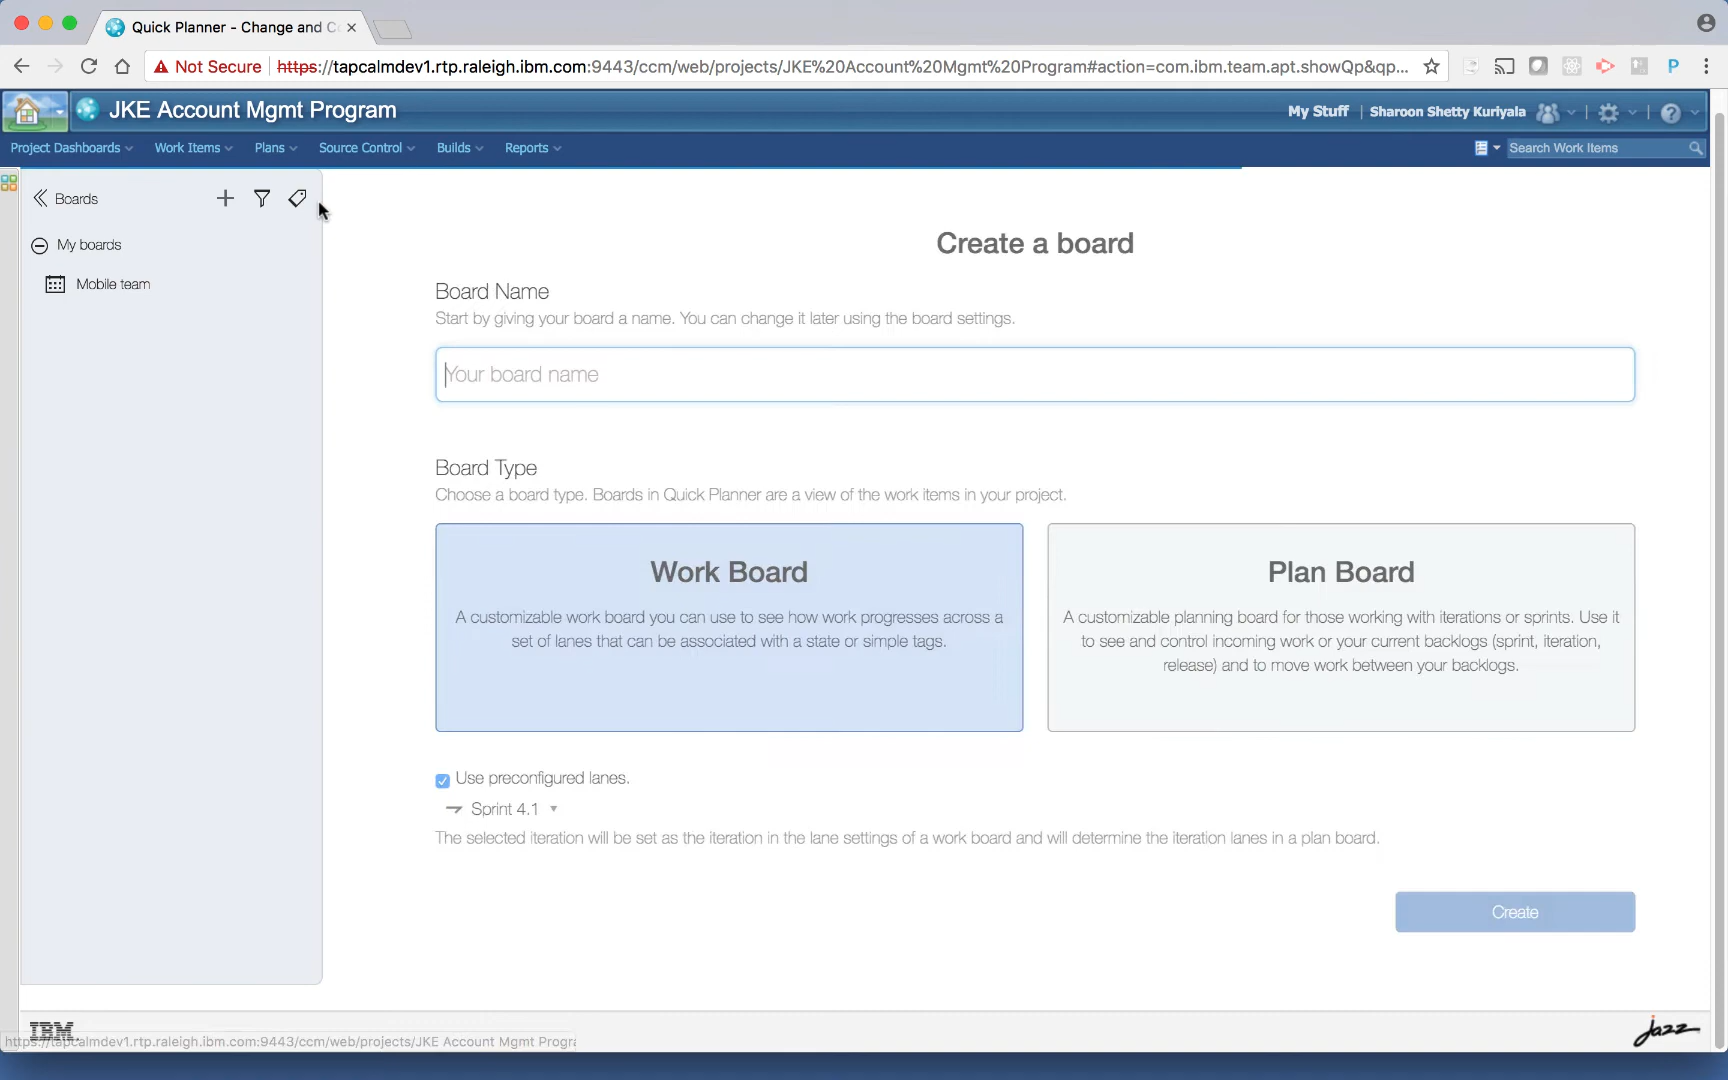 Quick Planner - Change and Co
Not Secure https://tapcalmdev1.rtp.raleigh.ibm.com:9443/ccm/web/projects/JKE%20Account%20Mgmt%20Program#action=com.ibm.team.apt.showQp&qp...
P
JKE Account Mgmt Program
My Stuff | Sharoon Shetty Kuriyala
Project Dashboards Work Items Plans Source Control Builds Reports
Search Work Items
Boards
My boards
Mobile team
Create a board
Board Name
Start by giving your board a name. You can change it later using the board settings.
Your board name
Board Type
Choose a board type. Boards in Quick Planner are a view of the work items in your project.
Work Board
A customizable work board you can use to see how work progresses across a
set of lanes that can be associated with a state or simple tags.
Plan Board
A customizable planning board for those working with iterations or sprints. Use it
to see and control incoming work or your current backlogs (sprint, iteration,
release) and to move work between your backlogs.
Use preconfigured lanes.
Sprint 4.1
The selected iteration will be set as the iteration in the lane settings of a work board and will determine the iteration lanes in a plan board.
Create
IBM
jazz
https://tapcalmdev1.rtp.raleigh.ibm.com:9443/ccm/web/projects/JKE Account Mgmt Progra